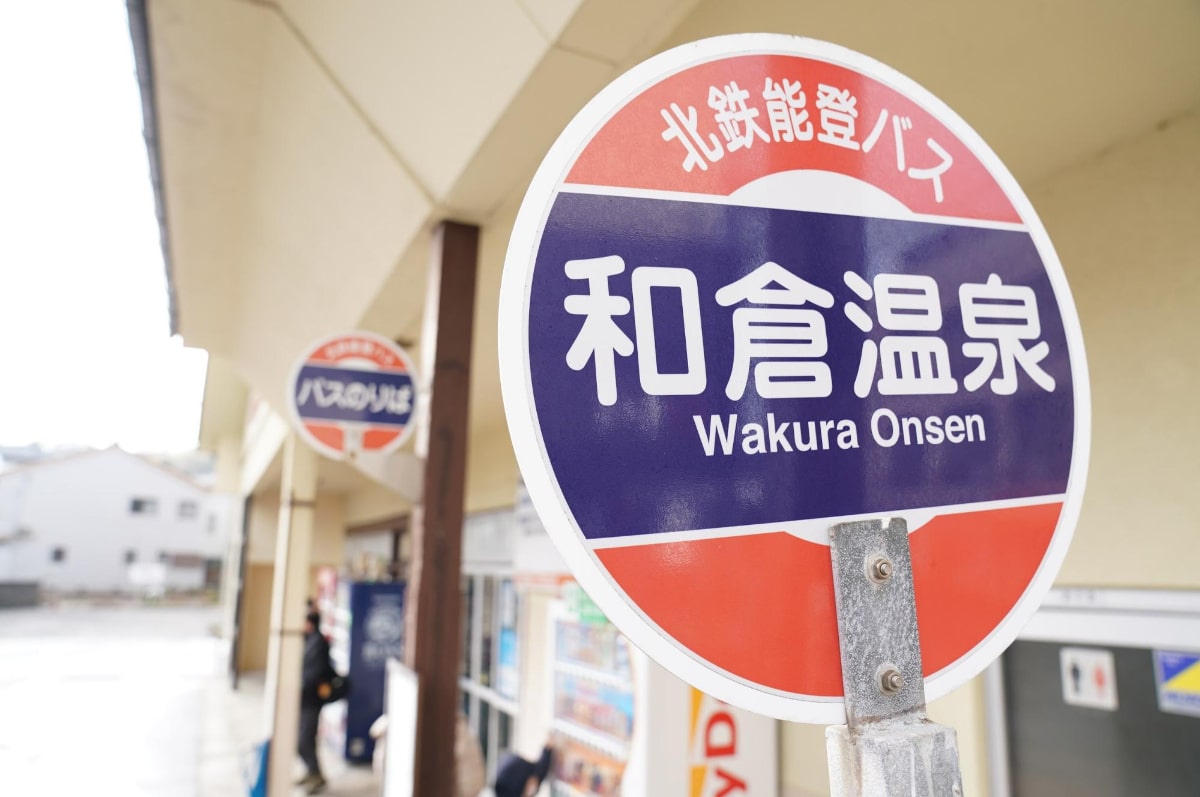 北鉄能登バス
和倉温泉
Wakura Onsen
バスのりば